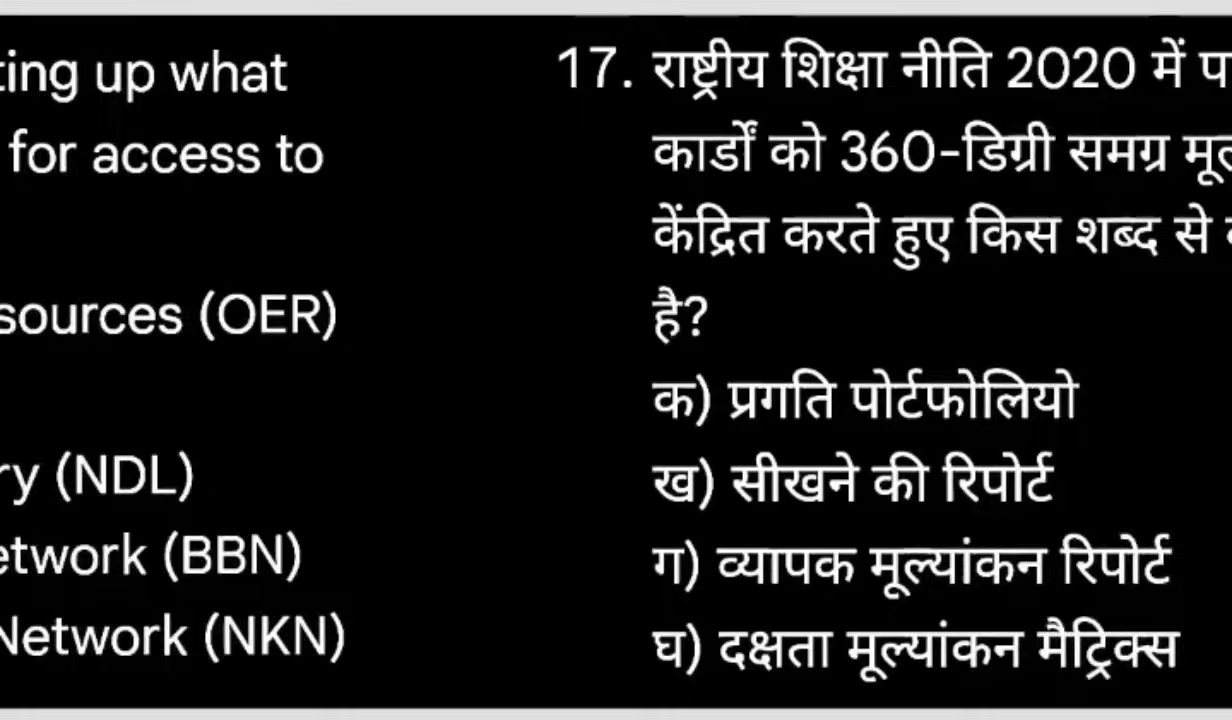 ing up what
for access to
sources (OER)
ry (NDL)
etwork (BBN)
Network (NKN)
17. राष्ट्रीय शिक्षा नीति 2020 में
कार्डों को 360-डिग्री समग्र
केंद्रित करते हुए किस शब्द से
है?
क) प्रगति पोर्टफोलियो
ख) सीखने की रिपोर्ट
ग) व्यापक मूल्यांकन रिपोर्ट
घ) दक्षता मूल्यांकन मैट्रिक्स